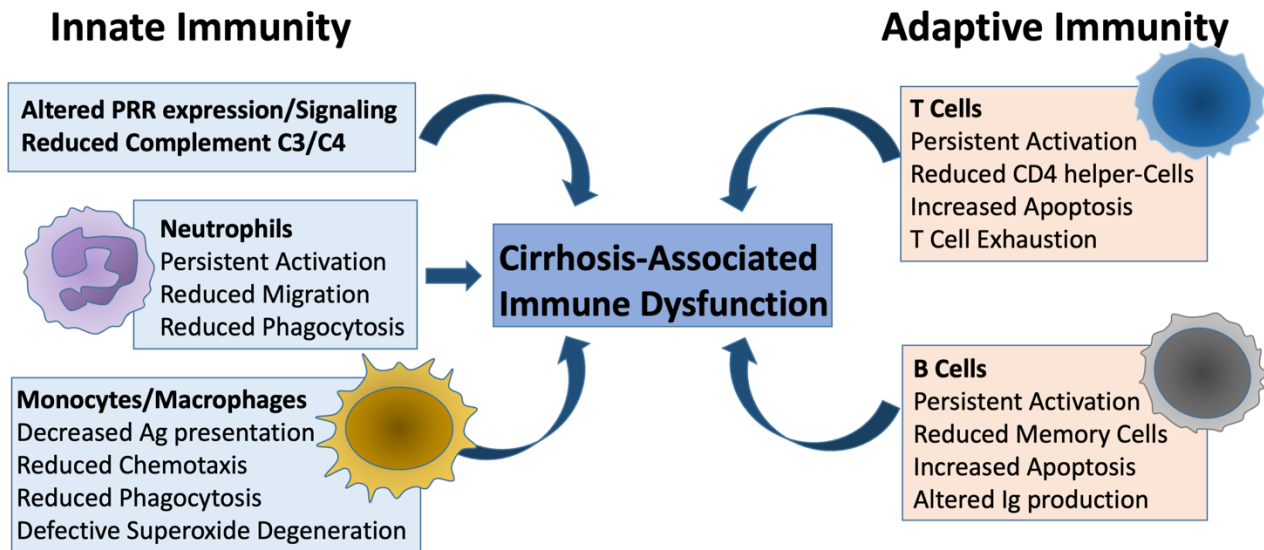 Innate Immunity
Altered PRR expression/Signaling
Reduced Complement C3/C4
Neutrophils
Persistent Activation
Reduced Migration
Reduced Phagocytosis
Monocytes/Macrophages
Decreased Ag presentation
Reduced Chemotaxis
Reduced Phagocytosis
Defective Superoxide Degeneration
Cirrhosis-Associated
Immune Dysfunction
Adaptive Immunity
T Cells
Persistent Activation
Reduced CD4 helper-Cells
Increased Apoptosis
T Cell Exhaustion
B Cells
Persistent Activation
Reduced Memory Cells
Increased Apoptosis
Altered Ig production